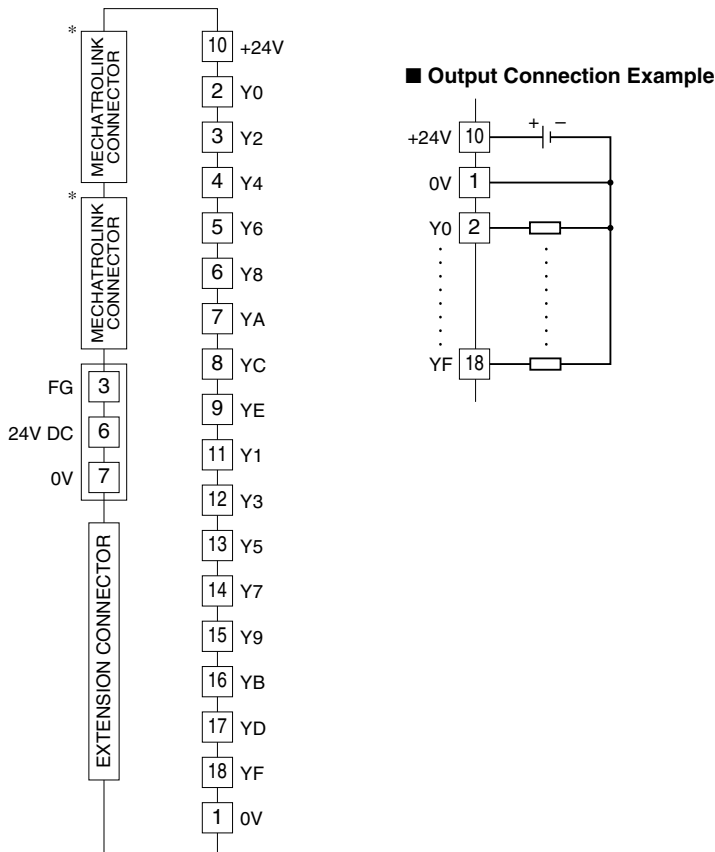 *
MECHATROLINK
CONNECTOR
*
MECHATROLINK
CONNECTOR
FG 3
24V DC 6
0V 7
EXTENSION CONNECTOR
10 +24V
2 Y0
3 Y2
4 Y4
5 Y6
6 Y8
7 YA
8 YC
9 YE
11 Y1
12 Y3
13 Y5
14 Y7
15 Y9
16 YB
17 YD
18 YF
1 0V
■ Output Connection Example
+24V 10 + –
0V 1
Y0 2
YF 18